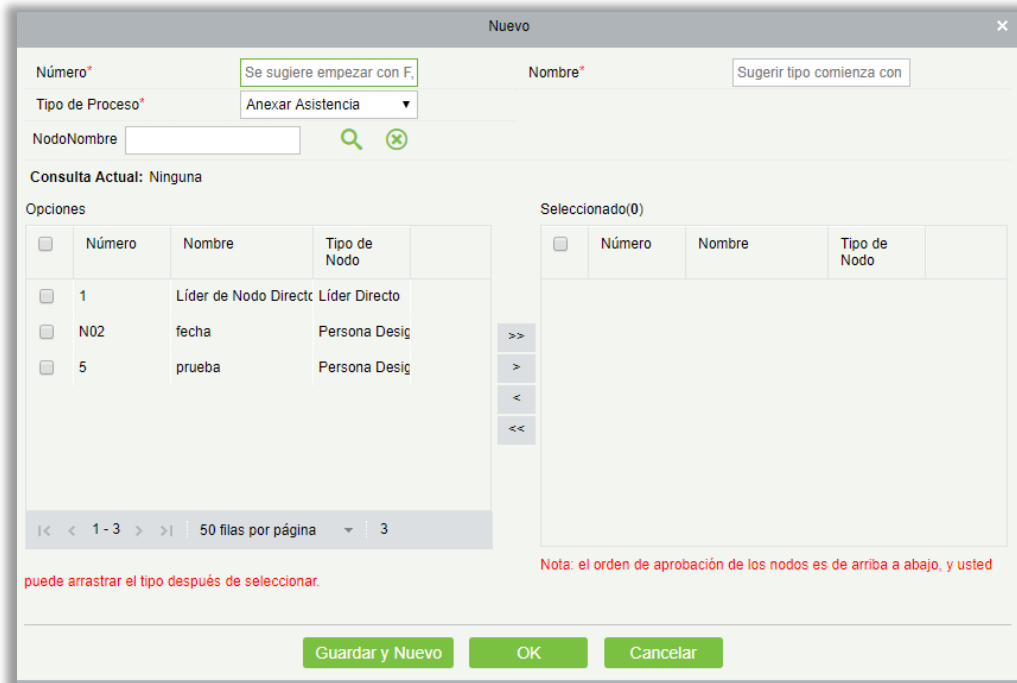 Nuevo ×
Número* Se sugiere empezar con F, Nombre* Sugerir tipo comienza con
Tipo de Proceso* Anexar Asistencia
NodoNombre
Consulta Actual: Ninguna
Opciones
Número Nombre Tipo de Nodo
1 Líder de Nodo Directo Líder Directo
N02 fecha Persona Desig
5 prueba Persona Desig
1 - 3 50 filas por página 3
>>
>
<
<<
Seleccionado(0)
Número Nombre Tipo de Nodo
Nota: el orden de aprobación de los nodos es de arriba a abajo, y usted
puede arrastrar el tipo después de seleccionar.
Guardar y Nuevo OK Cancelar